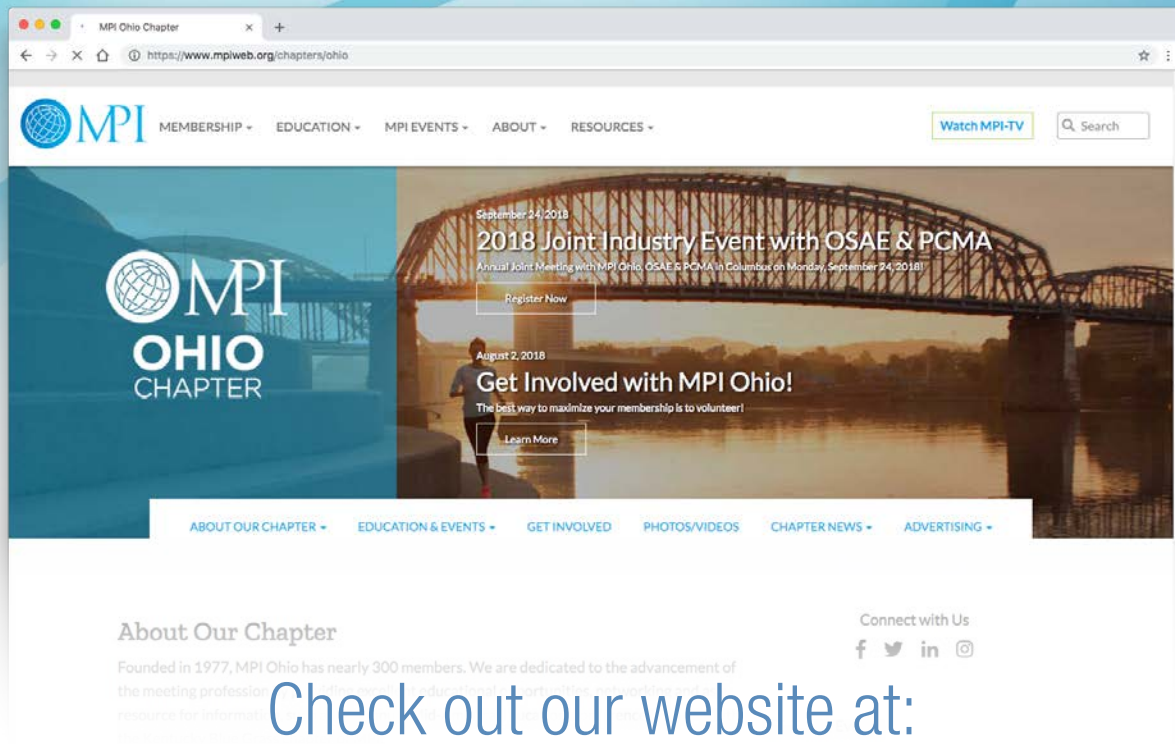 MPI Ohio Chapter
https://www.mpiweb.org/chapters/ohio
MPI MEMBERSHIP EDUCATION MPI EVENTS ABOUT RESOURCES Watch MPI-TV Search
September 24, 2018
2018 Joint Industry Event with OSAE & PCMA
Annual Joint Meeting with MPI Ohio, OSAE & PCMA in Columbus on Monday, September 24, 2018!
Register Now
MPI
OHIO
CHAPTER
August 2, 2018
Get Involved with MPI Ohio!
The best way to maximize your membership is to volunteer!
Learn More
ABOUT OUR CHAPTER EDUCATION & EVENTS GET INVOLVED PHOTOS/VIDEOS CHAPTER NEWS ADVERTISING
About Our Chapter
Connect with Us
Founded in 1977, MPI Ohio has nearly 300 members. We are dedicated to the advancement of
the meeting profession
resource for
Check out our website at: